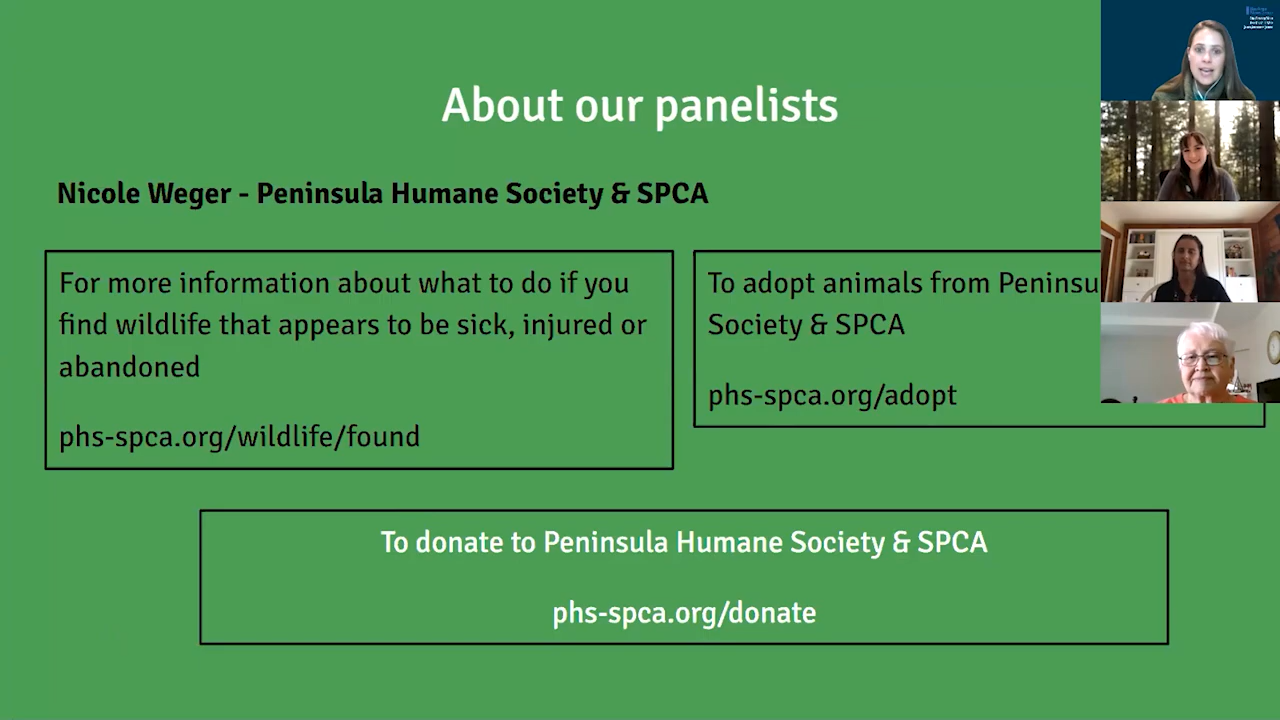 About our panelists
Nicole Weger - Peninsula Humane Society & SPCA
For more information about what to do if you
find wildlife that appears to be sick, injured or
abandoned
phs-spca.org/wildlife/found
To adopt animals from Peninsu
Society & SPCA
phs-spca.org/adopt
To donate to Peninsula Humane Society & SPCA
phs-spca.org/donate